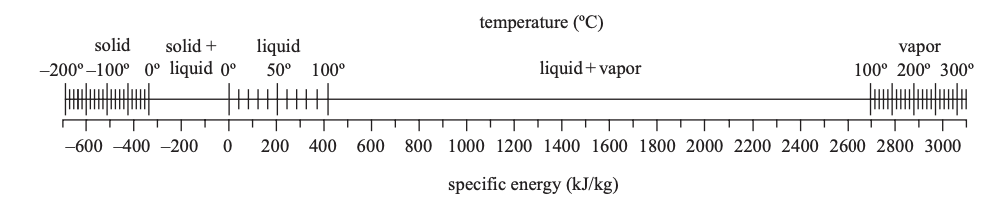 temperature (ºC)
solid solid + liquid vapor
–200º –100º 0º liquid 0º 50º 100º liquid + vapor 100º 200º 300º
–600 –400 –200 0 200 400 600 800 1000 1200 1400 1600 1800 2000 2200 2400 2600 2800 3000
specific energy (kJ/kg)